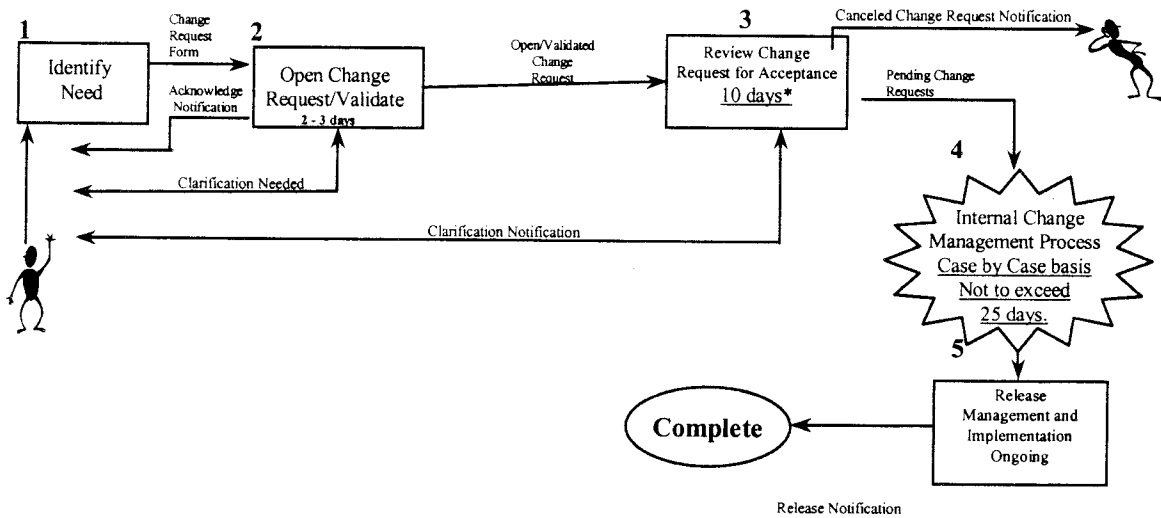 1
Identify
Need
Change
Request
Form
Acknowledge
Notification
2
Open Change
Request/Validate
2 - 3 days
Open/Validated
Change
Request
3
Review Change
Request for Acceptance
10 days*
Canceled Change Request Notification
Pending Change
Requests
Clarification Needed
Clarification Notification
4
Internal Change
Management Process
Case by Case basis
Not to exceed
25 days.
5
Release
Management and
Implementation
Ongoing
Complete
Release Notification